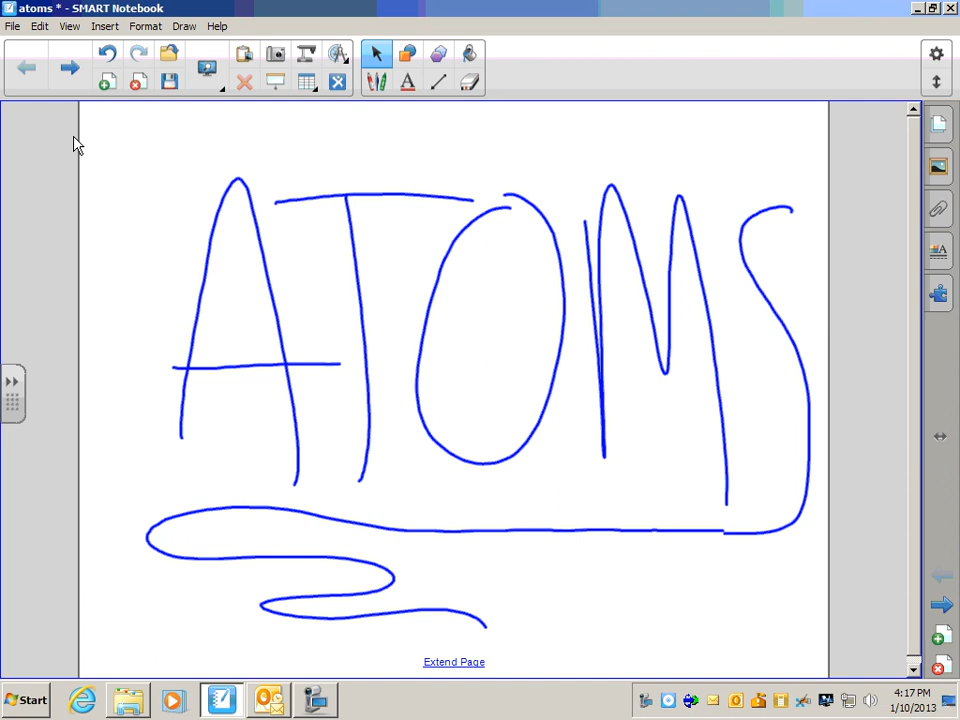 atoms * - SMART Notebook
File Edit View Insert Format Draw Help
ATOMS
Extend Page
Start
4:17 PM
1/10/2013